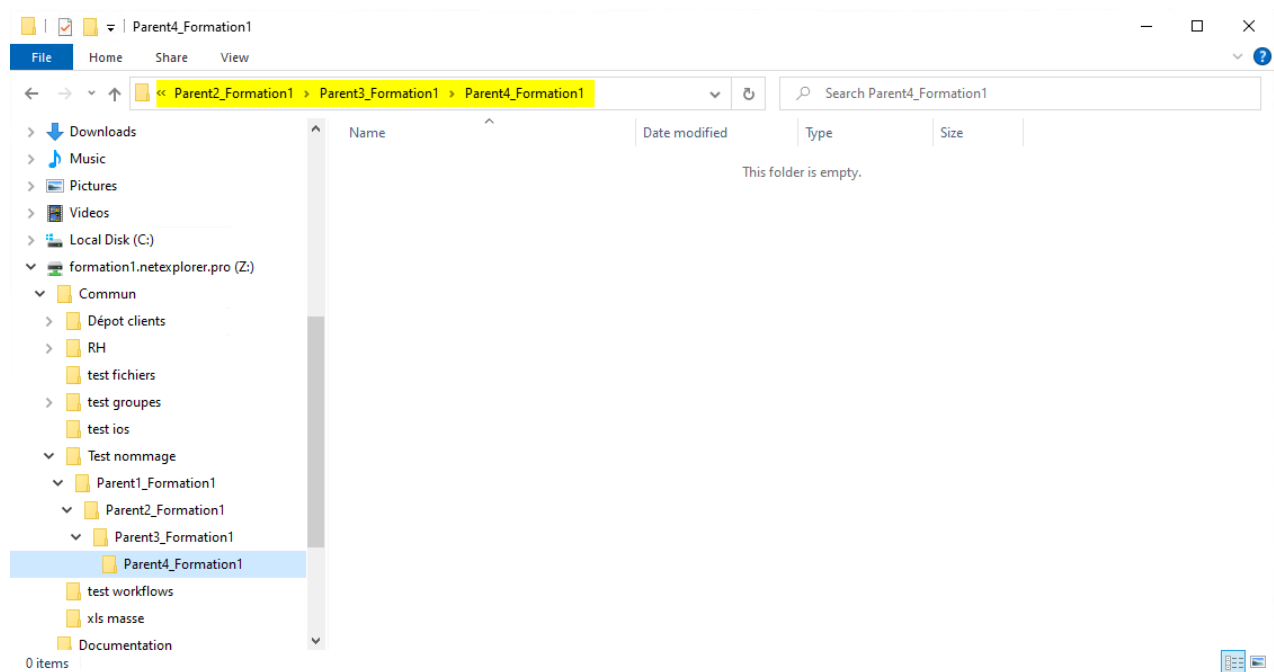 Parent4_Formation1
File Home Share View
« Parent2_Formation1 > Parent3_Formation1 > Parent4_Formation1
Search Parent4_Formation1
Name Date modified Type Size
This folder is empty.
Downloads
Music
Pictures
Videos
Local Disk (C:)
formation1.netexplorer.pro (Z:)
Commun
Dépot clients
RH
test fichiers
test groupes
test ios
Test nommage
Parent1_Formation1
Parent2_Formation1
Parent3_Formation1
Parent4_Formation1
test workflows
xls masse
Documentation
0 items